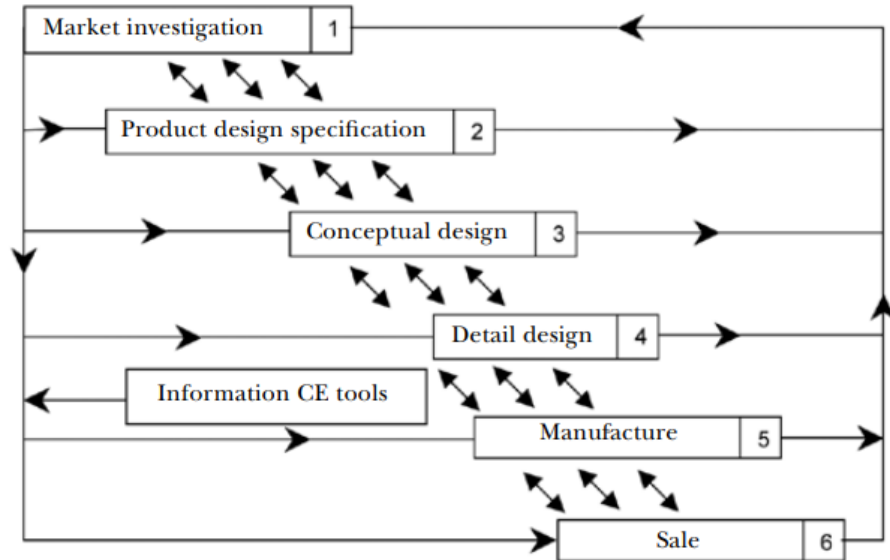 Market investigation 1
Product design specification 2
Conceptual design 3
Detail design 4
Information CE tools
Manufacture 5
Sale 6